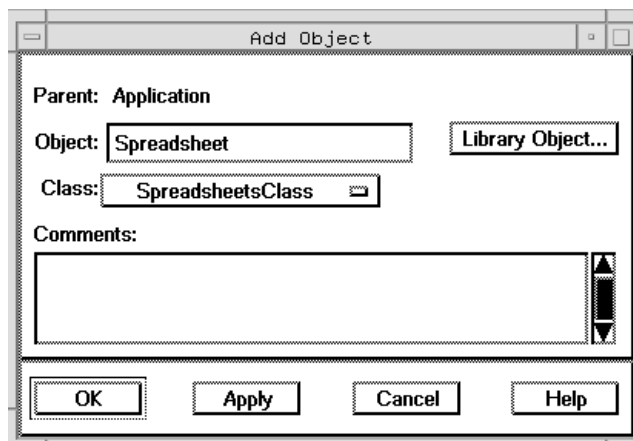 Add Object
Parent: Application
Object: Spreadsheet Library Object...
Class: SpreadsheetsClass
Comments:
OK Apply Cancel Help